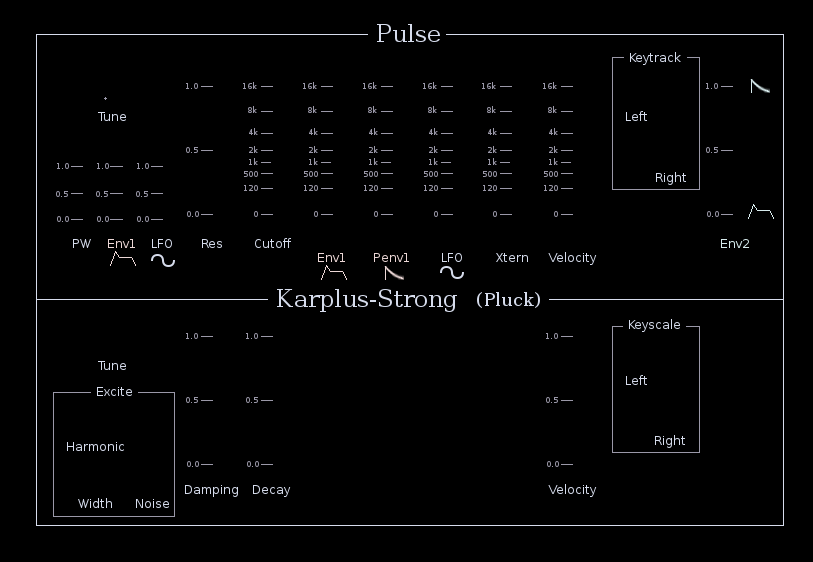 Pulse
Keytrack
1.0 16k 16k 16k 16k 16k 16k 1.0
8k 8k 8k 8k 8k 8k
Tune Left
4k 4k 4k 4k 4k 4k
0.5 2k 2k 2k 2k 2k 2k 0.5
1.0 1.0 1.0 1k 1k 1k 1k 1k 1k
500 500 500 500 500 500 Right
0.5 0.5 0.5 120 120 120 120 120 120
0.0 0.0 0.0 0.0 0 0 0 0 0 0 0.0
PW Env1 LFO Res Cutoff Env2
Env1 Penv1 LFO Xtern Velocity
Karplus-Strong (Pluck)
Keyscale
1.0 1.0 1.0
Tune
Left
Excite
0.5 0.5 0.5
Harmonic Right
0.0 0.0 0.0
Damping Decay Velocity
Width Noise